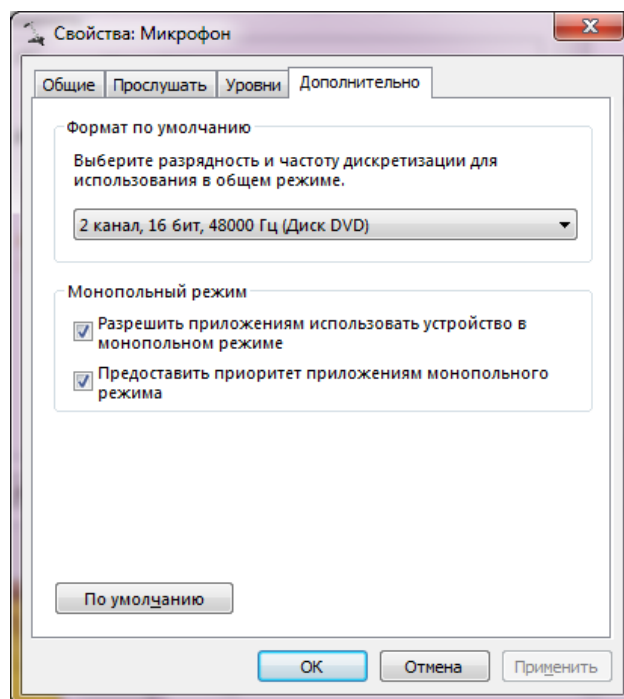 Свойства: Микрофон
Общие Прослушать Уровни Дополнительно
Формат по умолчанию
Выберите разрядность и частоту дискретизации для
использования в общем режиме.
2 канал, 16 бит, 48000 Гц (Диск DVD)
Монопольный режим
Разрешить приложениям использовать устройство в
монопольном режиме
Предоставить приоритет приложениям монопольного
режима
По умолчанию
ОК Отмена Применить